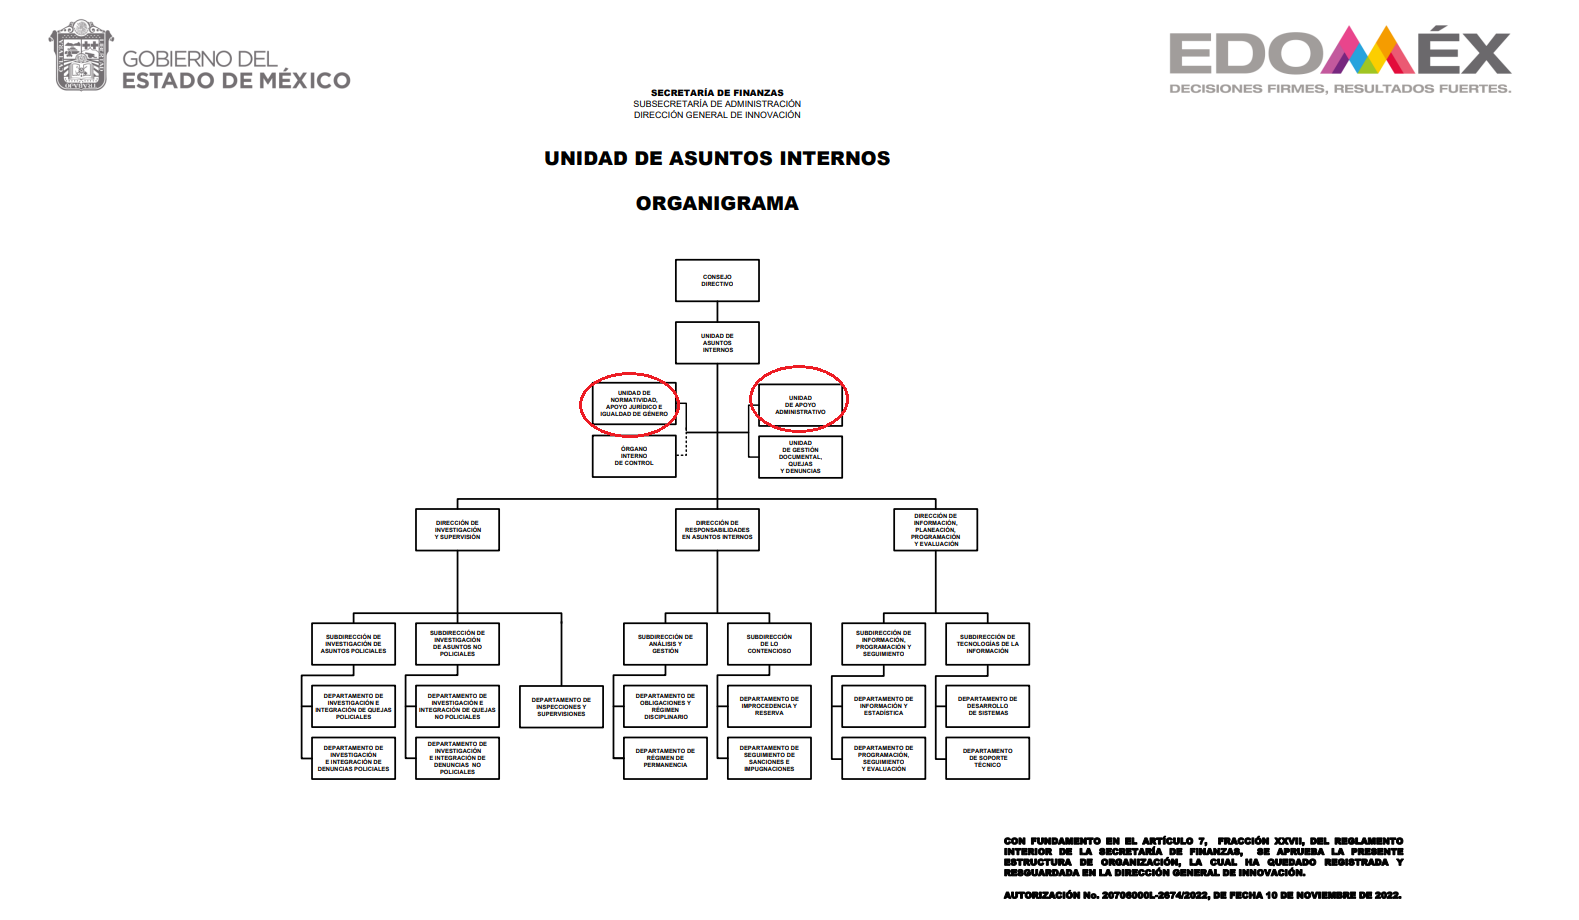 GOBIERNO DEL
ESTADO DE MÉXICO
EDOMÉX
DECISIONES FIRMES, RESULTADOS FUERTES.
SECRETARÍA DE FINANZAS
SUBSECRETARÍA DE ADMINISTRACIÓN
DIRECCIÓN GENERAL DE INNOVACIÓN
UNIDAD DE ASUNTOS INTERNOS
ORGANIGRAMA
CONSEJO
DIRECTIVO
UNIDAD DE
ASUNTOS
INTERNOS
UNIDAD DE
NORMATIVIDAD,
APOYO JURÍDICO E
IGUALDAD DE GÉNERO
UNIDAD
DE APOYO
ADMINISTRATIVO
ÓRGANO
INTERNO
DE CONTROL
UNIDAD
DE GESTIÓN
DOCUMENTAL,
QUEJAS
Y DENUNCIAS
DIRECCIÓN DE
INVESTIGACIÓN
Y SUPERVISIÓN
DIRECCIÓN DE
RESPONSABILIDADES
EN ASUNTOS INTERNOS
DIRECCIÓN DE
INFORMACIÓN,
PLANEACIÓN,
PROGRAMACIÓN
Y EVALUACIÓN
SUBDIRECCIÓN DE
INVESTIGACIÓN DE
ASUNTOS POLICIALES
SUBDIRECCIÓN DE
INVESTIGACIÓN
DE ASUNTOS NO
POLICIALES
SUBDIRECCIÓN DE
ANÁLISIS Y
GESTIÓN
SUBDIRECCIÓN
DE LO
CONTENCIOSO
SUBDIRECCIÓN DE
INFORMACIÓN,
PROGRAMACIÓN Y
SEGUIMIENTO
SUBDIRECCIÓN DE
TECNOLOGÍAS DE LA
INFORMACIÓN
DEPARTAMENTO DE
INVESTIGACIÓN E
INTEGRACIÓN DE QUEJAS
POLICIALES
DEPARTAMENTO DE
INVESTIGACIÓN E
INTEGRACIÓN DE QUEJAS
NO POLICIALES
DEPARTAMENTO DE
INSPECCIONES Y
SUPERVISIONES
DEPARTAMENTO DE
OBLIGACIONES Y
RÉGIMEN
DISCIPLINARIO
DEPARTAMENTO DE
IMPROCEDENCIA Y
RESERVA
DEPARTAMENTO DE
INFORMACIÓN Y
ESTADÍSTICA
DEPARTAMENTO DE
DESARROLLO
DE SISTEMAS
DEPARTAMENTO DE
INVESTIGACIÓN
E INTEGRACIÓN DE
DENUNCIAS POLICIALES
DEPARTAMENTO DE
INVESTIGACIÓN
E INTEGRACIÓN DE
DENUNCIAS NO
POLICIALES
DEPARTAMENTO DE
RÉGIMEN DE
PERMANENCIA
DEPARTAMENTO DE
SEGUIMIENTO DE
SANCIONES E
IMPUGNACIONES
DEPARTAMENTO DE
PROGRAMACIÓN,
SEGUIMIENTO
Y EVALUACIÓN
DEPARTAMENTO
DE SOPORTE
TÉCNICO
CON FUNDAMENTO EN EL ARTÍCULO 7, FRACCIÓN XXVII, DEL REGLAMENTO
INTERIOR DE LA SECRETARÍA DE FINANZAS, SE APRUEBA LA PRESENTE
ESTRUCTURA DE ORGANIZACIÓN, LA CUAL HA QUEDADO REGISTRADA Y
RESGUARDADA EN LA DIRECCIÓN GENERAL DE INNOVACIÓN.
AUTORIZACIÓN No. 20706000L-2674/2022, DE FECHA 10 DE NOVIEMBRE DE 2022.